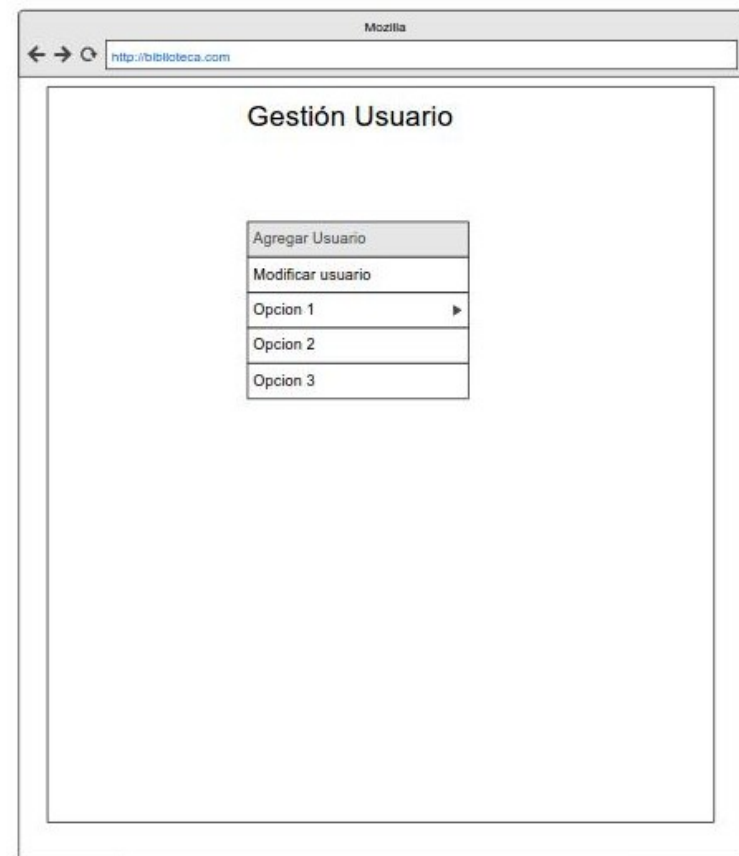 Mozilla
http://biblioteca.com
Gestión Usuario
Agregar Usuario
Modificar usuario
Opcion 1
Opcion 2
Opcion 3